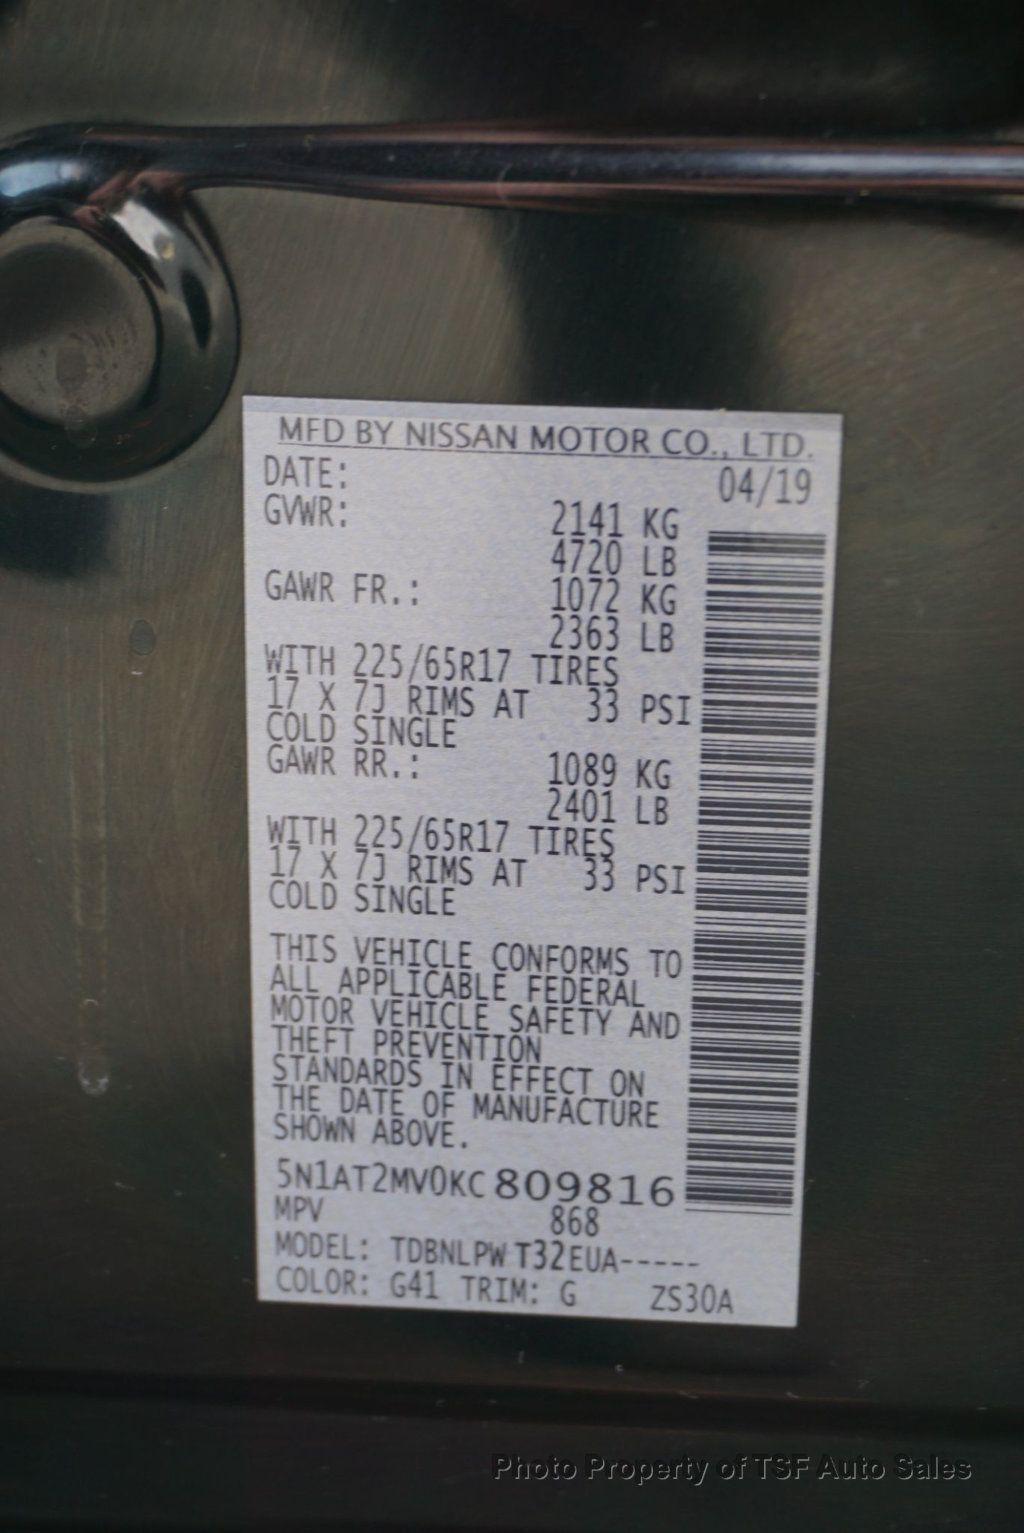 MFD BY NISSAN MOTOR CO., LTD.
DATE: 04/19
GVWR: 2141 KG
4720 LB
GAWR FR.: 1072 KG
2363 LB
WITH 225/65R17 TIRES
17 X 7J RIMS AT 33 PSI
COLD SINGLE
GAWR RR.: 1089 KG
2401 LB
WITH 225/65R17 TIRES
17 X 7J RIMS AT 33 PSI
COLD SINGLE
THIS VEHICLE CONFORMS TO
ALL APPLICABLE FEDERAL
MOTOR VEHICLE SAFETY AND
THEFT PREVENTION
STANDARDS IN EFFECT ON
THE DATE OF MANUFACTURE
SHOWN ABOVE.
5N1AT2MV0KC809816
MPV 868
MODEL: TDBNLPW T32EUA-----
COLOR: G41 TRIM: G ZS30A
Photo Property of TSF Auto Sales